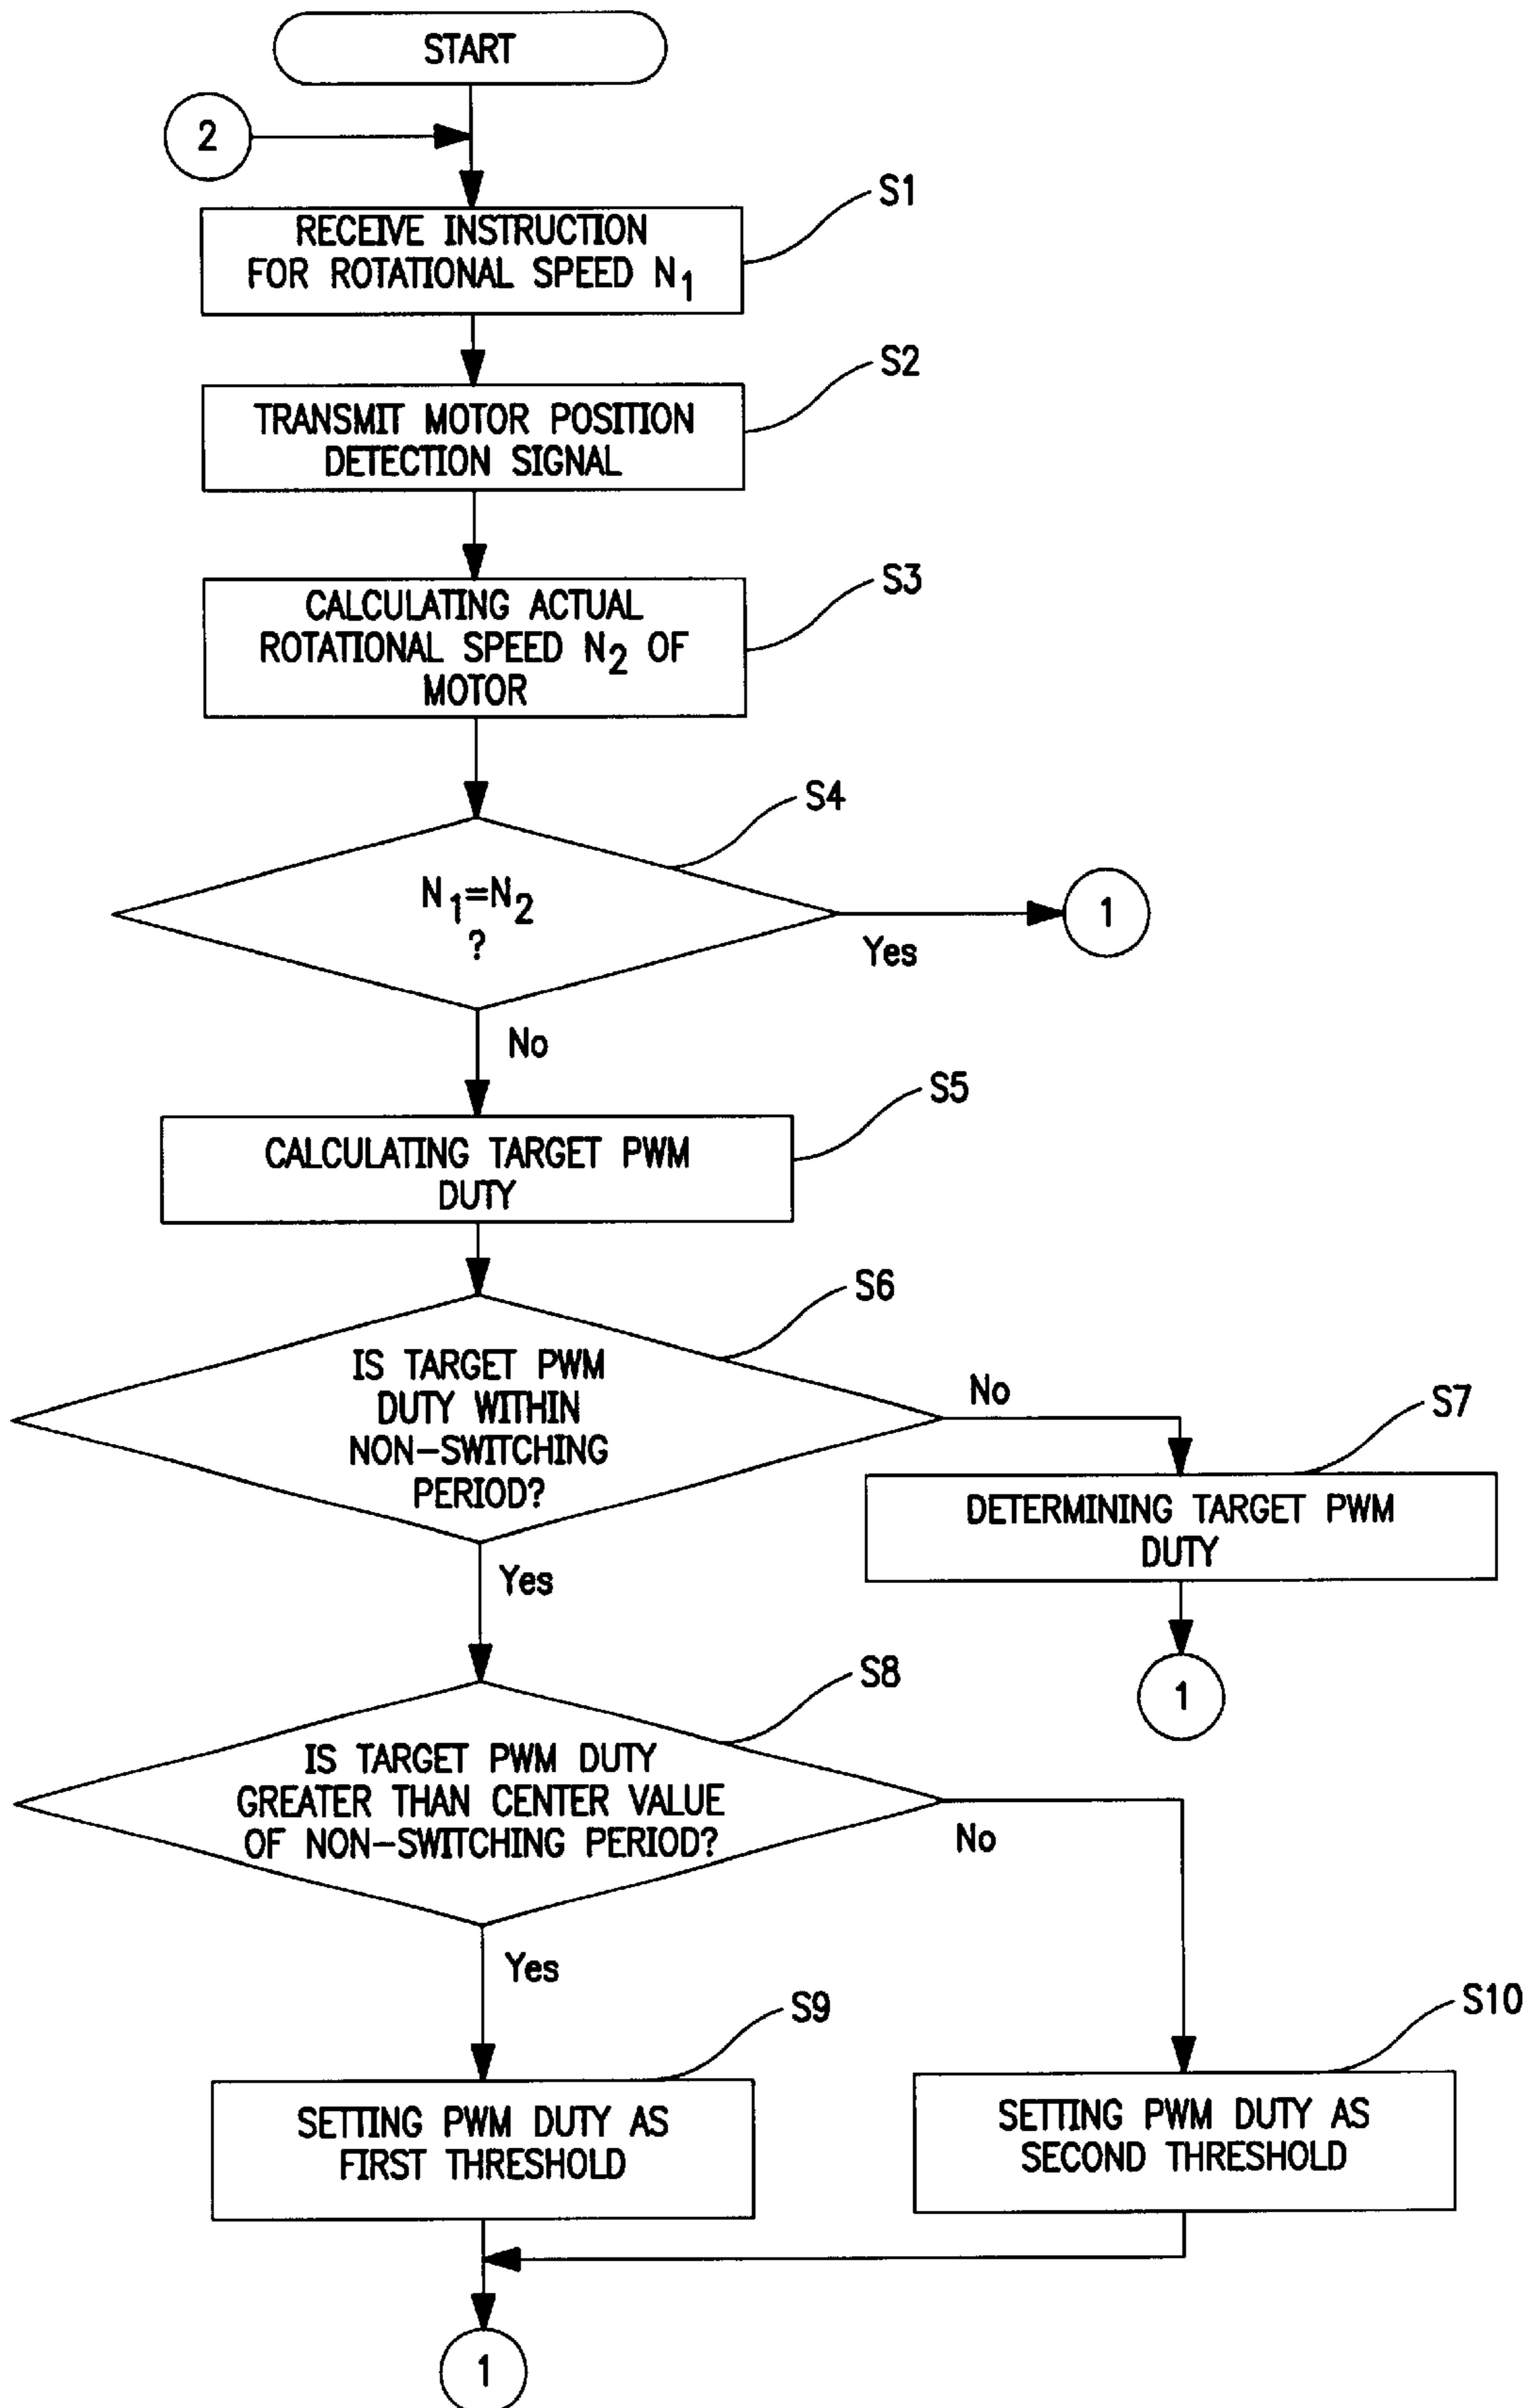 START
2
S1
RECEIVE INSTRUCTION
FOR ROTATIONAL SPEED N1
S2
TRANSMIT MOTOR POSITION
DETECTION SIGNAL
S3
CALCULATING ACTUAL
ROTATIONAL SPEED N2 OF
MOTOR
S4
N1=N2
?
1
Yes
No
S5
CALCULATING TARGET PWM
DUTY
S6
IS TARGET PWM
DUTY WITHIN
NON-SWITCHING
PERIOD?
No
S7
DETERMINING TARGET PWM
DUTY
1
Yes
S8
IS TARGET PWM DUTY
GREATER THAN CENTER VALUE
OF NON-SWITCHING PERIOD?
No
Yes
S9
SETTING PWM DUTY AS
FIRST THRESHOLD
S10
SETTING PWM DUTY AS
SECOND THRESHOLD
1